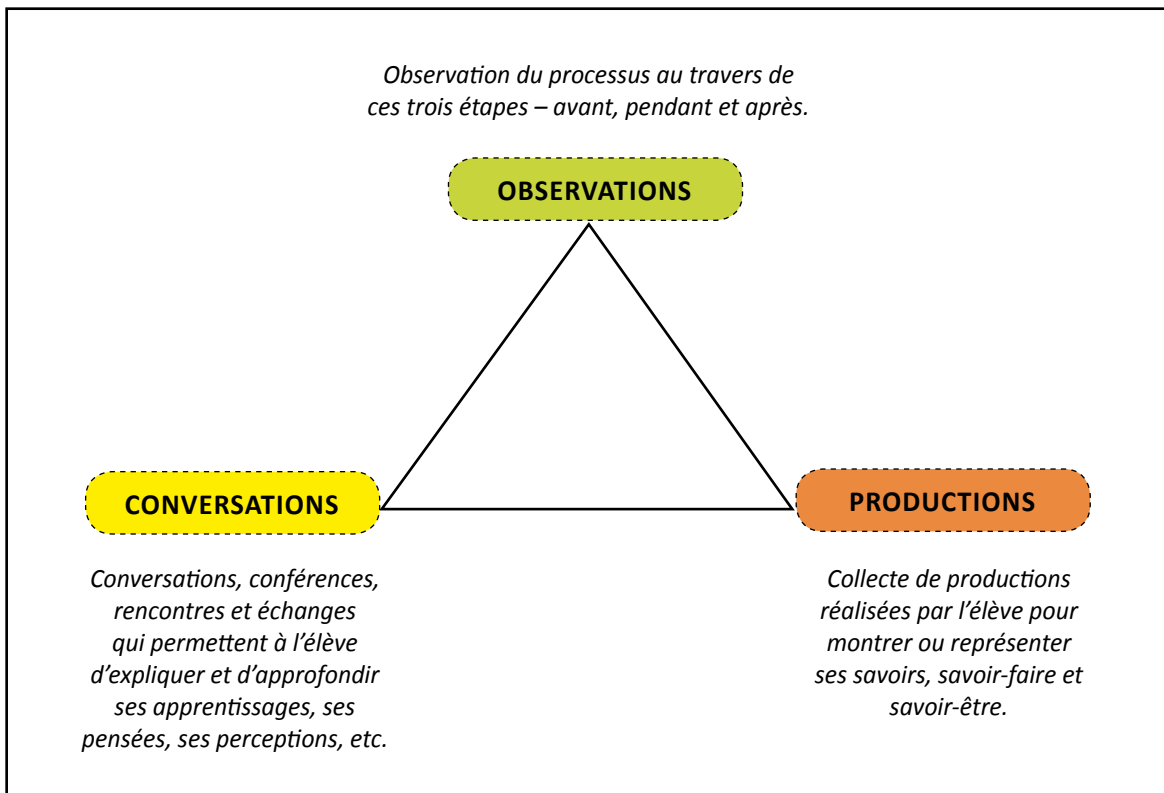 Observation du processus au travers de
ces trois étapes – avant, pendant et après.
OBSERVATIONS
CONVERSATIONS
Conversations, conférences,
rencontres et échanges
qui permettent à l’élève
d’expliquer et d’approfondir
ses apprentissages, ses
pensées, ses perceptions, etc.
PRODUCTIONS
Collecte de productions
réalisées par l’élève pour
montrer ou représenter
ses savoirs, savoir-faire et
savoir-être.